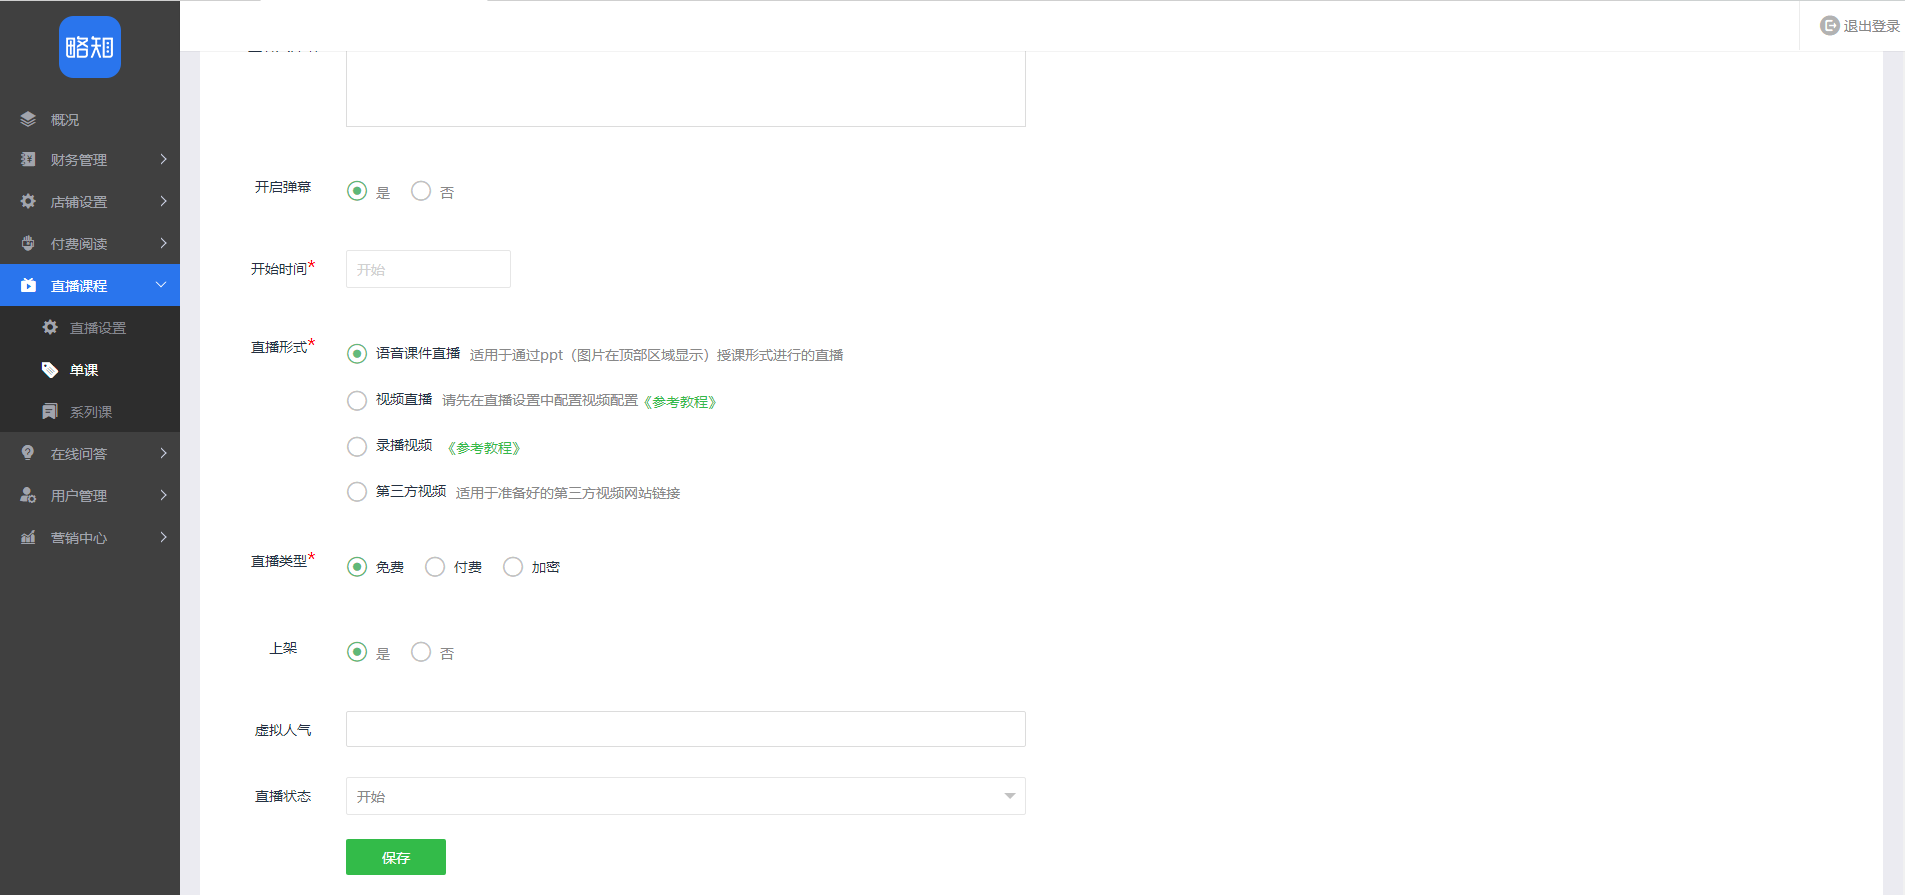 略知
退出登录
概况
财务管理
店铺设置
付费阅读
直播课程
直播设置
单课
系列课
在线问答
用户管理
营销中心
开启弹幕
是 否
开始时间*
开始
直播形式*
语音课件直播 适用于通过ppt（图片在顶部区域显示）授课形式进行的直播
视频直播 请先在直播设置中配置视频配置《参考教程》
录播视频 《参考教程》
第三方视频 适用于准备好的第三方视频网站链接
直播类型*
免费 付费 加密
上架
是 否
虚拟人气
直播状态
开始
保存